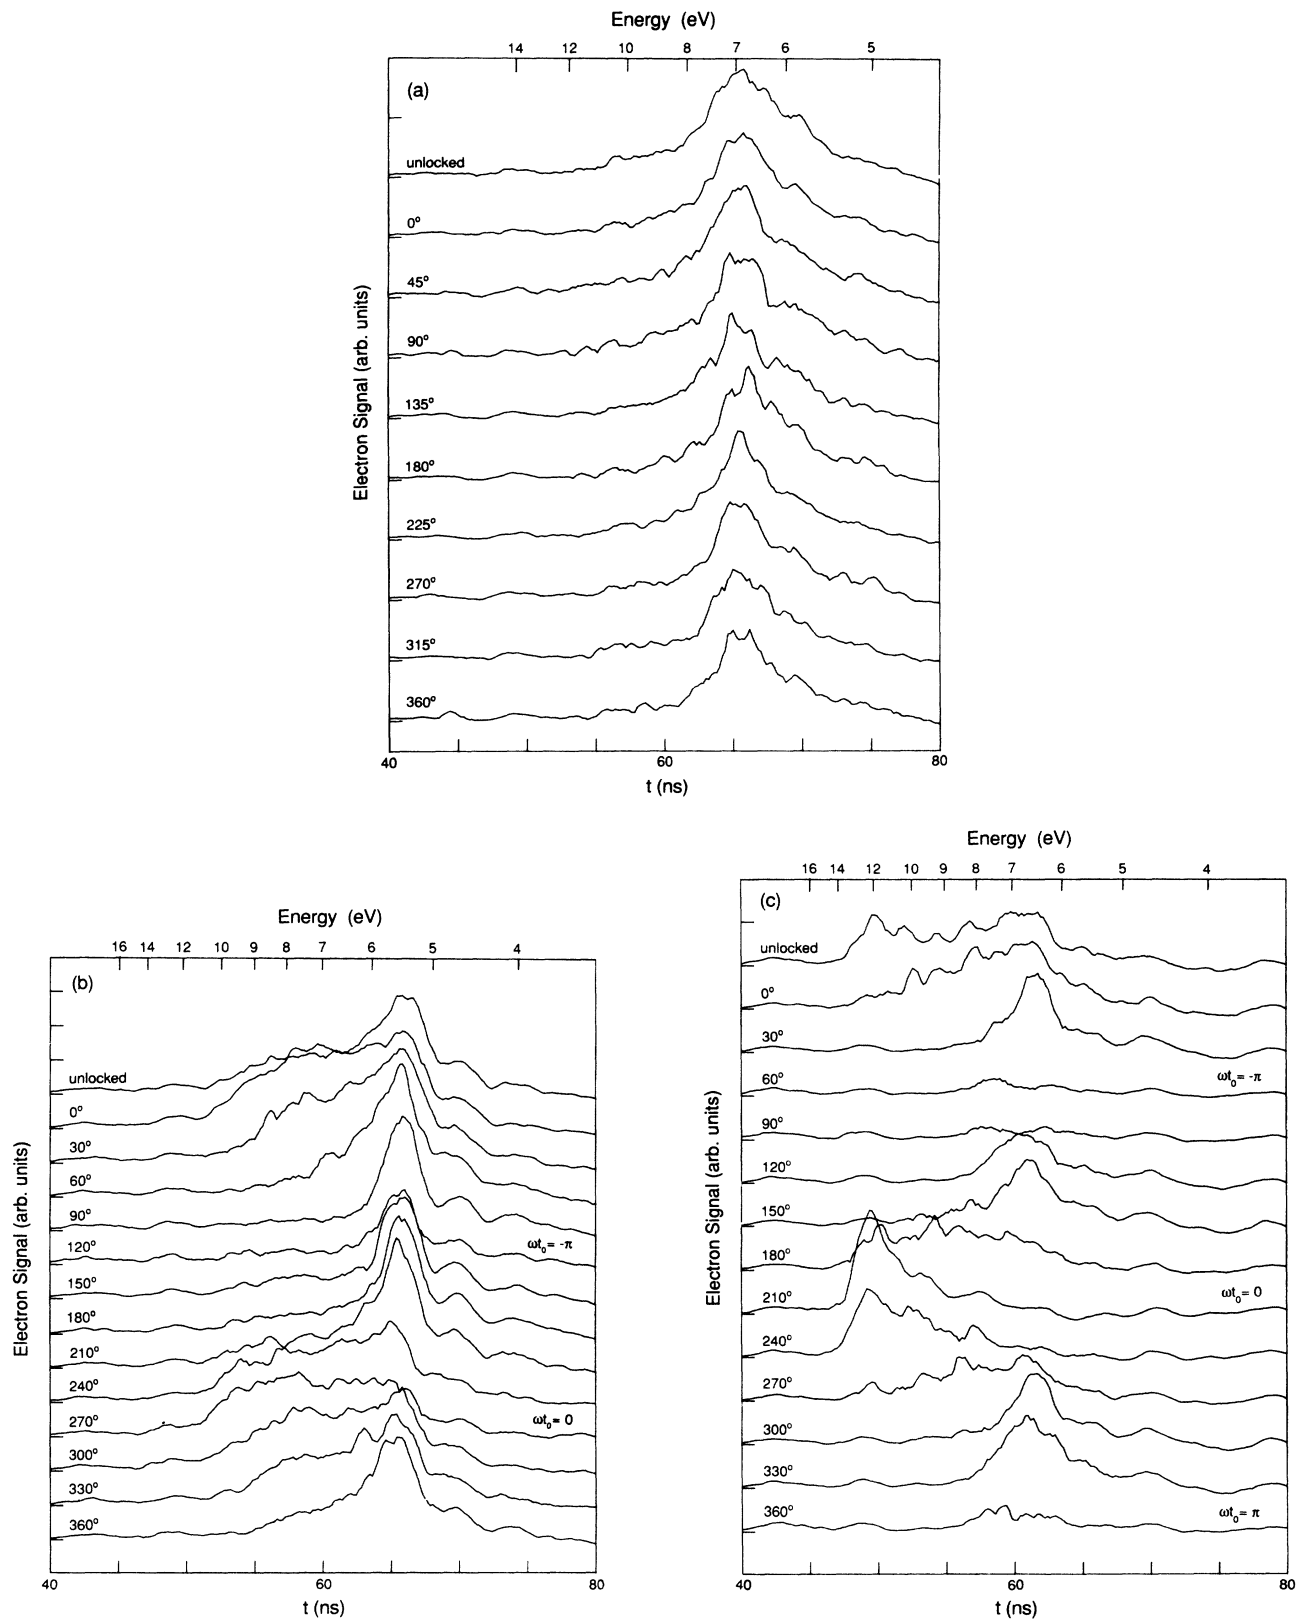 Energy (eV)
14 12 10 8 7 6 5
(a)
unlocked
0°
45°
90°
135°
180°
225°
270°
315°
360°
Electron Signal (arb. units)
40 60 80
t (ns)
Energy (eV)
16 14 12 10 9 8 7 6 5 4
(b)
unlocked
0°
30°
60°
90°
120°
ωt₀= -π
150°
180°
210°
240°
270°
ωt₀= 0
300°
330°
360°
Electron Signal (arb. units)
40 60 80
t (ns)
Energy (eV)
16 14 12 10 9 8 7 6 5 4
(c)
unlocked
0°
30°
ωt₀= -π
60°
90°
120°
150°
180°
ωt₀= 0
210°
240°
270°
300°
330°
360°
ωt₀= π
Electron Signal (arb. units)
40 60 80
t (ns)